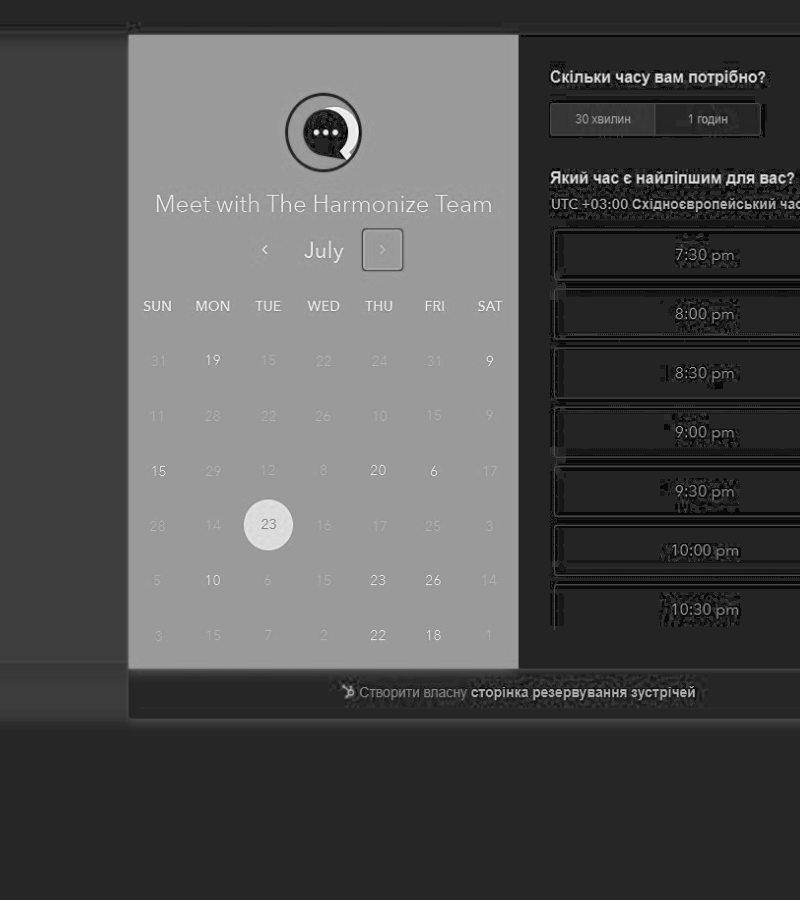 Meet with The Harmonize Team
‹ July ›
SUN MON TUE WED THU FRI SAT
31 19 15 22 24 31 9
11 28 22 26 10 15 9
15 29 12 8 20 6 17
28 14 23 16 17 25 3
5 10 6 15 23 26 14
3 15 7 2 22 18 1
Скільки часу вам потрібно?
30 хвилин 1 годин
Який час є найліпшим для вас?
UTC +03:00 Східноєвропейський час
7:30 pm
8:00 pm
8:30 pm
9:00 pm
9:30 pm
10:00 pm
10:30 pm
Створити власну сторінка резервування зустрічей